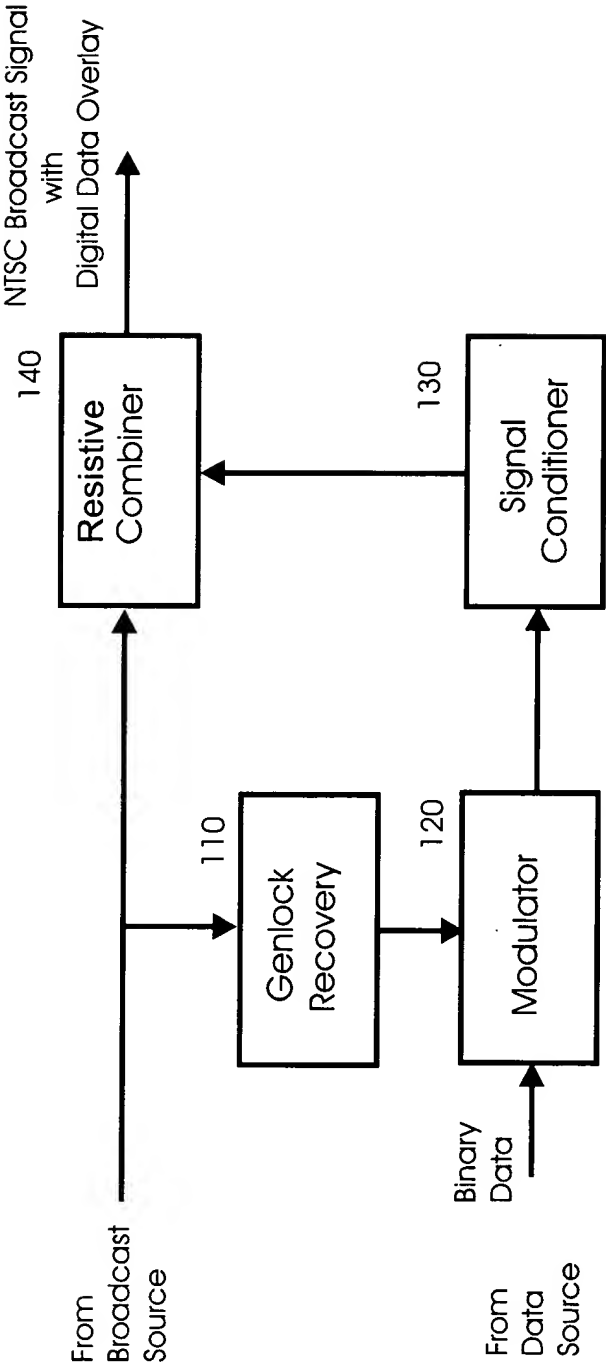 From
Broadcast
Source
110
Genlock
Recovery
Binary
Data
From
Data
Source
120
Modulator
130
Signal
Conditioner
140
Resistive
Combiner
NTSC Broadcast Signal
with
Digital Data Overlay